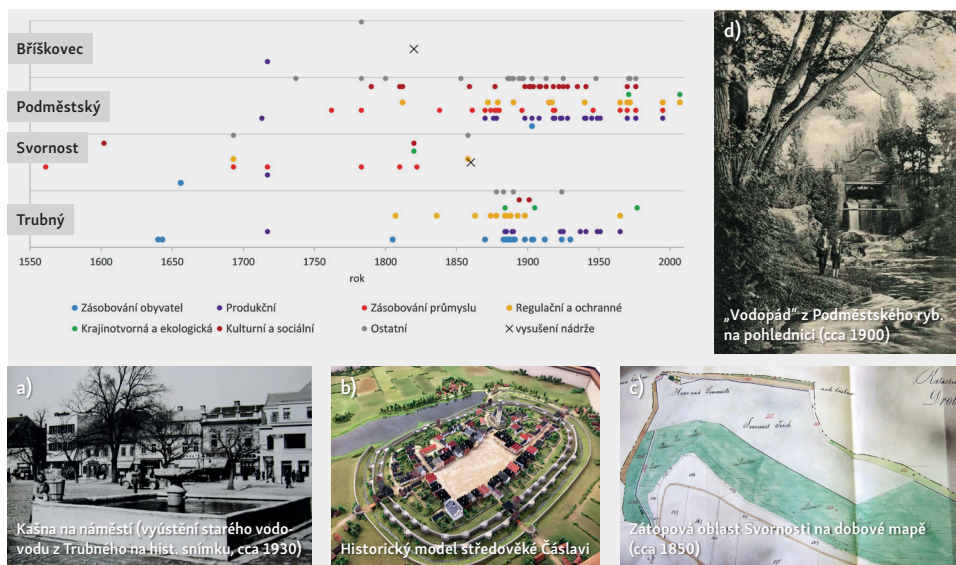 Bříškovec
Podměstský
Svornost
Trubný
1550 1600 1650 1700 1750 1800 1850 1900 1950 2000
rok
Zásobování obyvatel Produkční Zásobování průmyslu Regulační a ochranné
Krajinotvorná a ekologická Kulturní a sociální Ostatní vysušení nádrže
d)
„Vodopád“ z Podměstského ryb.
na pohlednici (cca 1900)
a)
Kašna na náměstí (vyústění starého vodo-
vodu z Trubného na hist. snímku, cca 1930)
b)
Historický model středověké Čáslavi
c)
Svornost Teich
Zátopová oblast Svornosti na dobové mapě
(cca 1850)